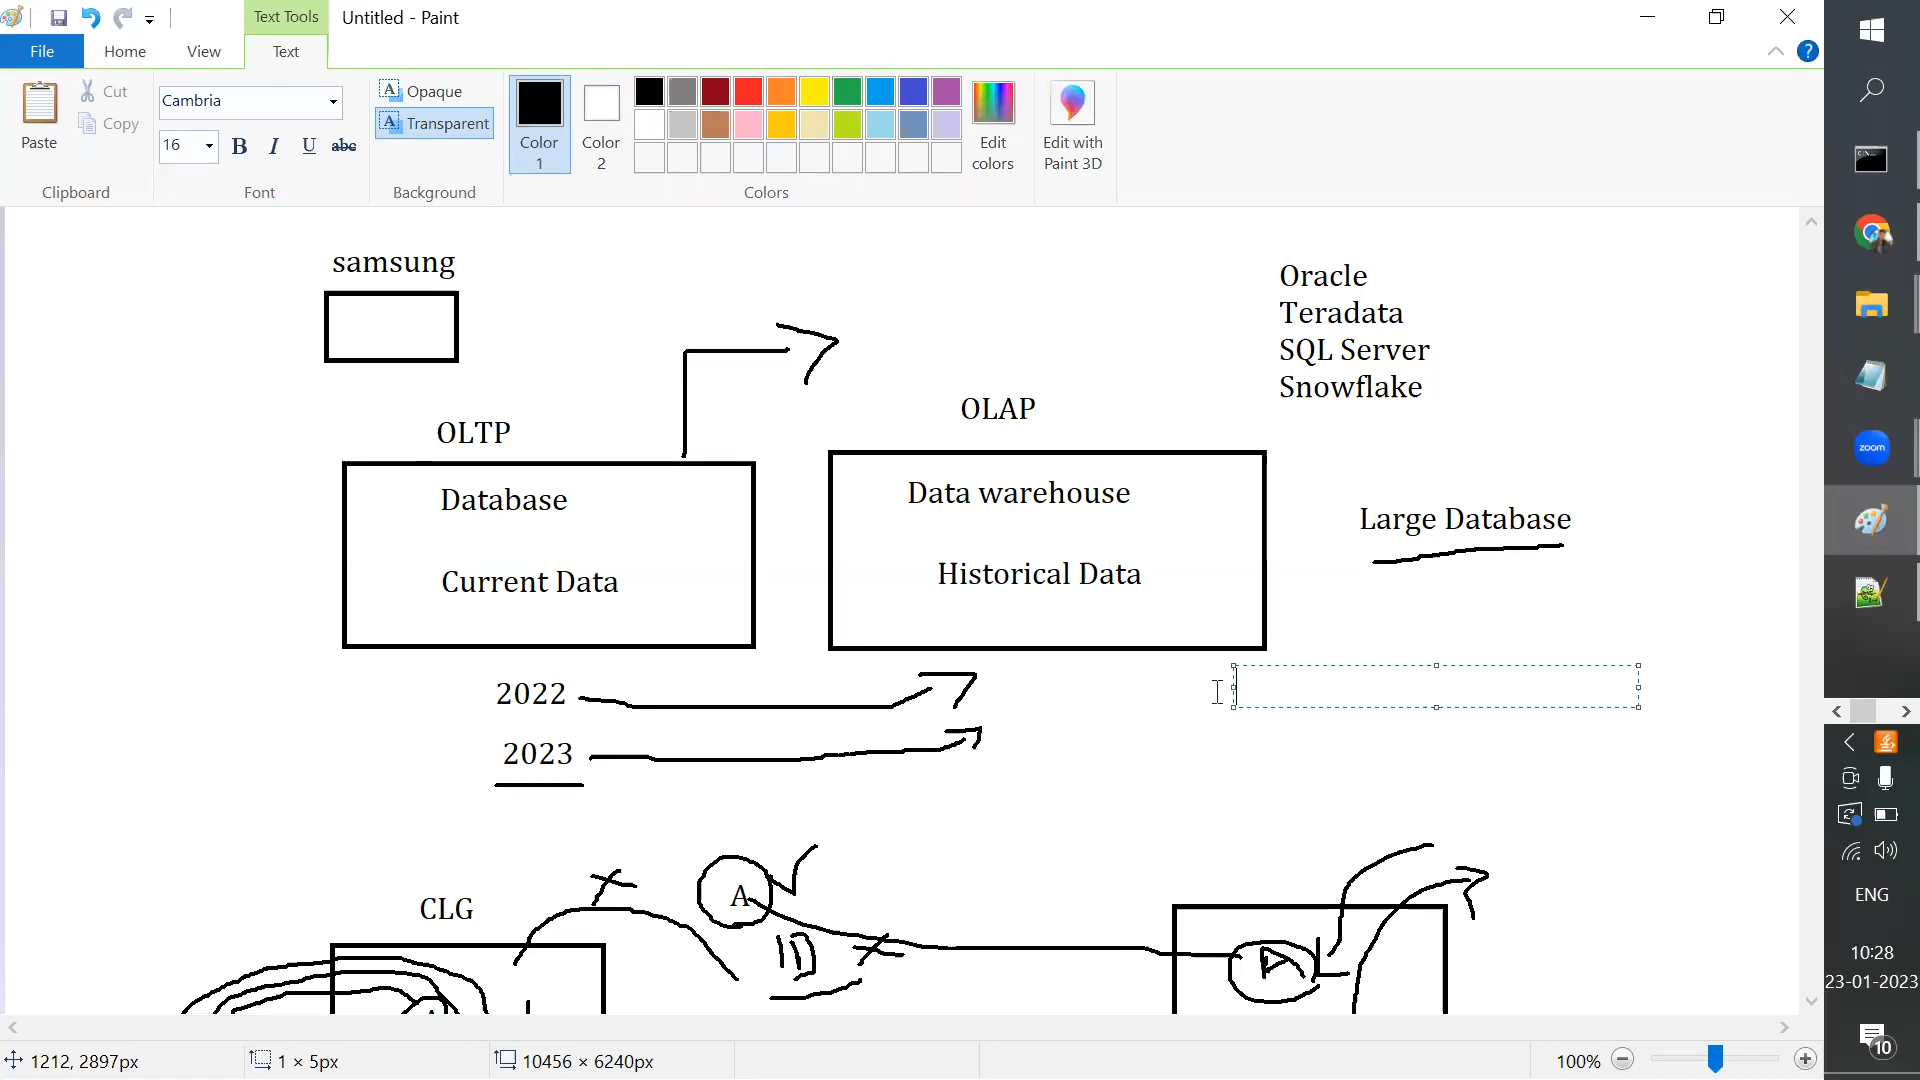 Text Tools
Untitled - Paint
File
Home
View
Text
Paste
Cut
Copy
Clipboard
Cambria
16
B
I
U
abc
Font
A Opaque
A Transparent
Background
Color
1
Color
2
Colors
Edit
colors
Edit with
Paint 3D
samsung
Oracle
Teradata
SQL Server
Snowflake
OLTP
OLAP
Database
Current Data
Data warehouse
Historical Data
Large Database
2022
2023
CLG
A
zoom
ENG
10:28
23-01-2023
10
1212, 2897px
1 × 5px
10456 × 6240px
100%